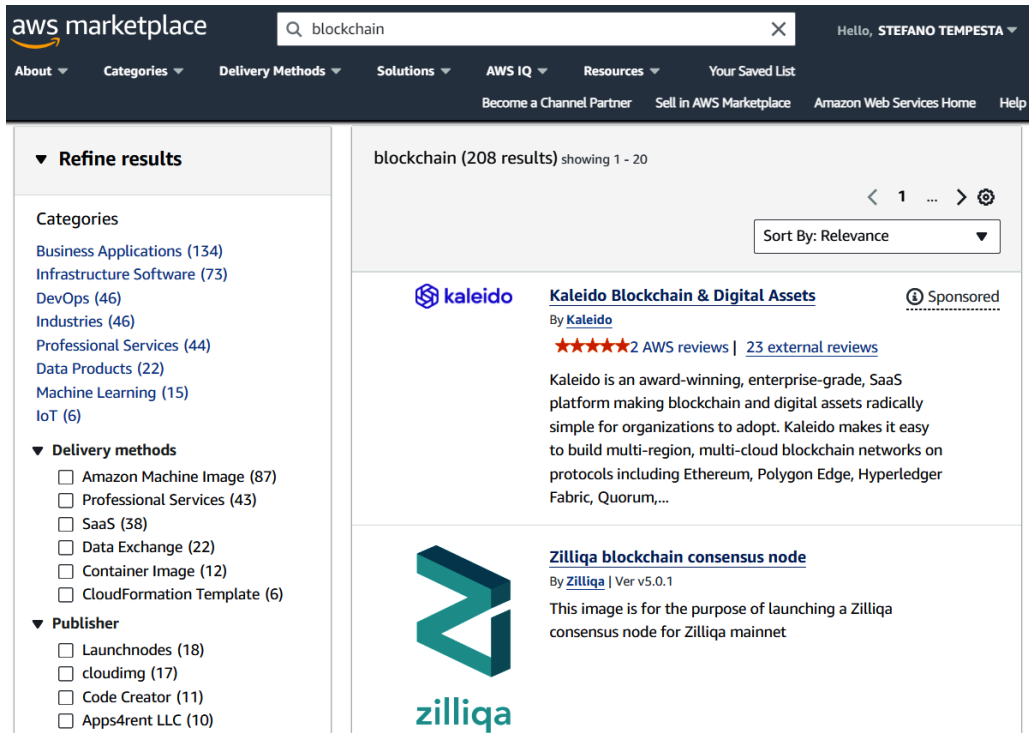 aws marketplace
blockchain
Hello, STEFANO TEMPESTA
About
Categories
Delivery Methods
Solutions
AWS IQ
Resources
Your Saved List
Become a Channel Partner
Sell in AWS Marketplace
Amazon Web Services Home
Help
Refine results
Categories
Business Applications (134)
Infrastructure Software (73)
DevOps (46)
Industries (46)
Professional Services (44)
Data Products (22)
Machine Learning (15)
IoT (6)
Delivery methods
Amazon Machine Image (87)
Professional Services (43)
SaaS (38)
Data Exchange (22)
Container Image (12)
CloudFormation Template (6)
Publisher
Launchnodes (18)
cloudimg (17)
Code Creator (11)
Apps4rent LLC (10)
blockchain (208 results) showing 1 - 20
1 ...
Sort By: Relevance
kaleido
Kaleido Blockchain & Digital Assets
Sponsored
By Kaleido
2 AWS reviews | 23 external reviews
Kaleido is an award-winning, enterprise-grade, SaaS
platform making blockchain and digital assets radically
simple for organizations to adopt. Kaleido makes it easy
to build multi-region, multi-cloud blockchain networks on
protocols including Ethereum, Polygon Edge, Hyperledger
Fabric, Quorum,...
zilliqa
Zilliqa blockchain consensus node
By Zilliqa | Ver v5.0.1
This image is for the purpose of launching a Zilliqa
consensus node for Zilliqa mainnet